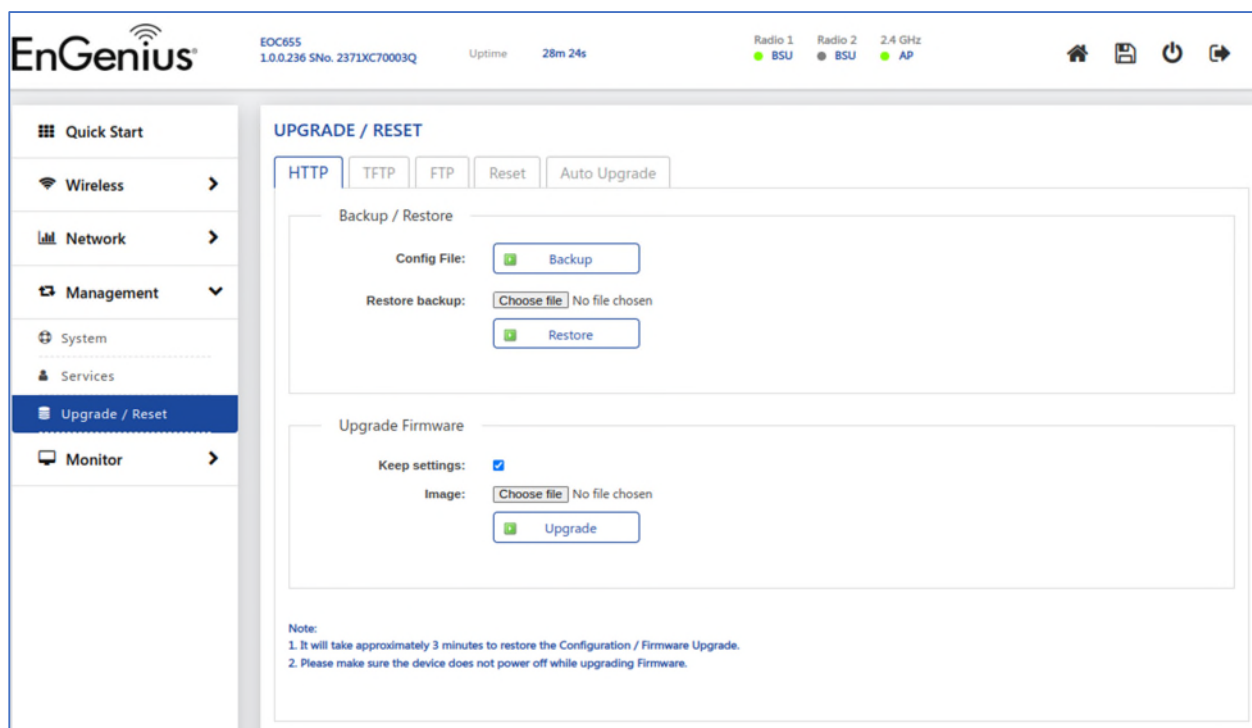 EnGenius
EOC655
1.0.0.236 SNo. 2371XC70003Q
Uptime 28m 24s
Radio 1 Radio 2 2.4 GHz
BSU BSU AP
Quick Start
Wireless
Network
Management
System
Services
Upgrade / Reset
Monitor
UPGRADE / RESET
HTTP TFTP FTP Reset Auto Upgrade
Backup / Restore
Config File: Backup
Restore backup: Choose file No file chosen
Restore
Upgrade Firmware
Keep settings:
Image: Choose file No file chosen
Upgrade
Note:
1. It will take approximately 3 minutes to restore the Configuration / Firmware Upgrade.
2. Please make sure the device does not power off while upgrading Firmware.